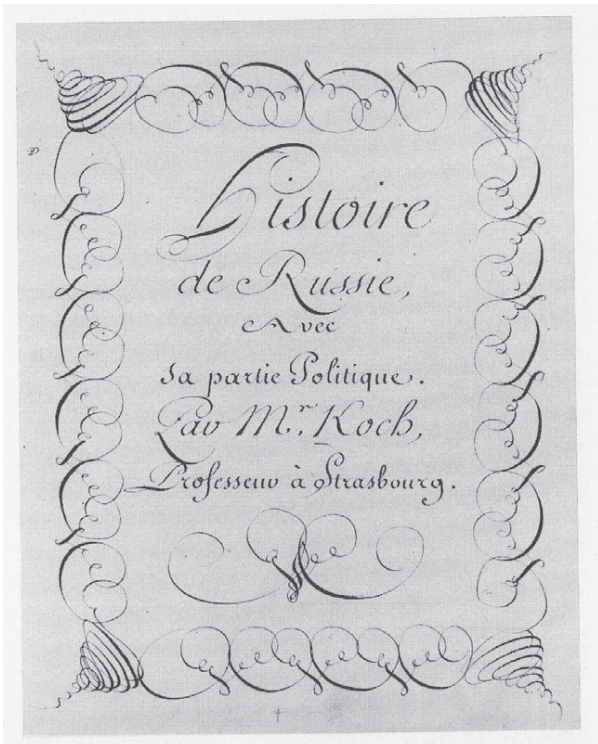 Histoire
de Russie,
Avec
Sa partie Politique.
Par Mr. Koch,
Professeur à Strasbourg.